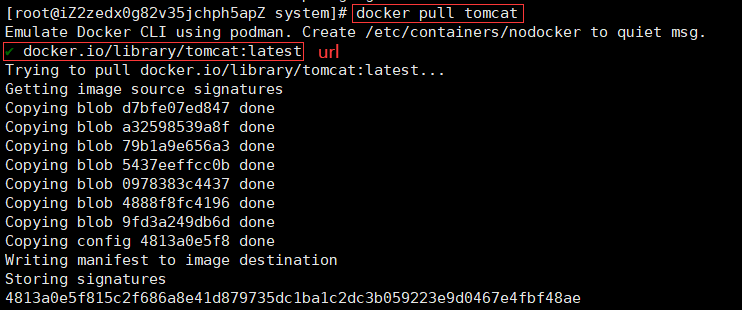 [root@iZ2zedx0g82v35jchph5apZ system]# docker pull tomcat
Emulate Docker CLI using podman. Create /etc/containers/nodocker to quiet msg.
✔ docker.io/library/tomcat:latest url
Trying to pull docker.io/library/tomcat:latest...
Getting image source signatures
Copying blob d7bfe07ed847 done
Copying blob a32598539a8f done
Copying blob 79b1a9e656a3 done
Copying blob 5437eeffcc0b done
Copying blob 0978383c4437 done
Copying blob 4888f8fc4196 done
Copying blob 9fd3a249db6d done
Copying config 4813a0e5f8 done
Writing manifest to image destination
Storing signatures
4813a0e5f815c2f686a8e41d879735dc1ba1c2dc3b059223e9d0467e4fbf48ae